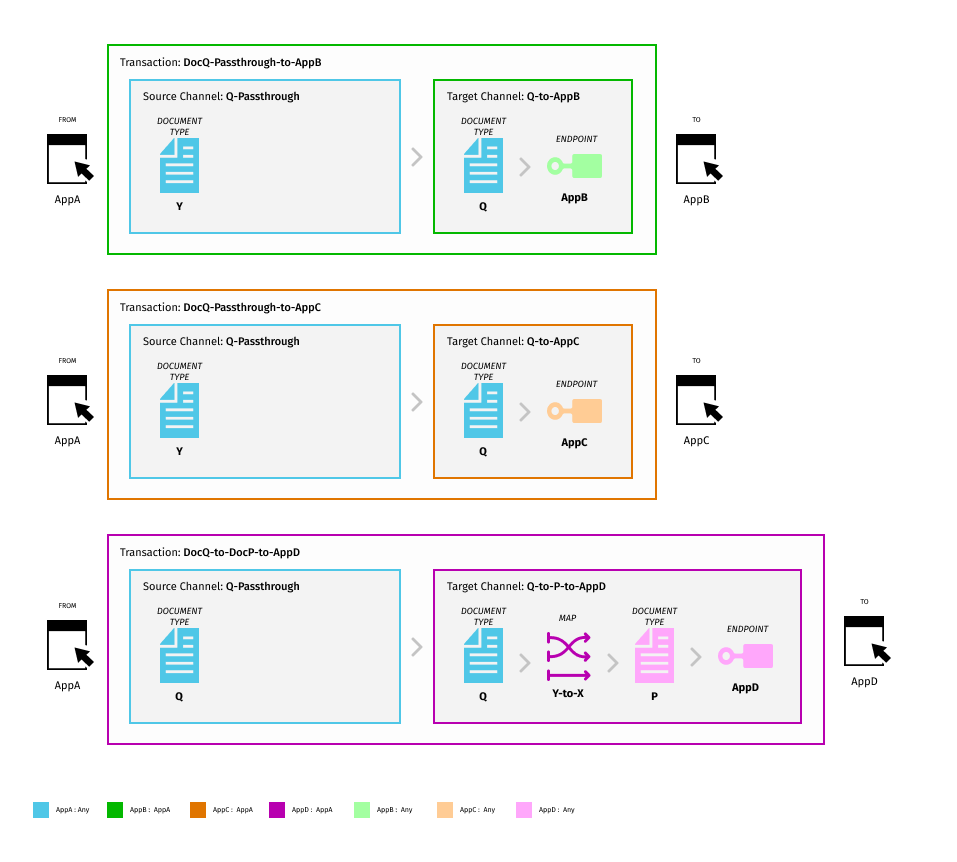 Transaction: DocQ-Passthrough-to-AppB
Source Channel: Q-Passthrough
Target Channel: Q-to-AppB
FROM
DOCUMENT
TYPE
DOCUMENT
TYPE
ENDPOINT
TO
AppA
Y
Q
AppB
AppB
Transaction: DocQ-Passthrough-to-AppC
Source Channel: Q-Passthrough
Target Channel: Q-to-AppC
FROM
DOCUMENT
TYPE
DOCUMENT
TYPE
ENDPOINT
TO
AppA
Y
Q
AppC
AppC
Transaction: DocQ-to-DocP-to-AppD
Source Channel: Q-Passthrough
Target Channel: Q-to-P-to-AppD
FROM
DOCUMENT
TYPE
DOCUMENT
TYPE
MAP
DOCUMENT
TYPE
ENDPOINT
TO
AppA
Q
Q
Y-to-X
P
AppD
AppD
AppA : Any
AppB : AppA
AppC : AppA
AppD : AppA
AppB : Any
AppC : Any
AppD : Any